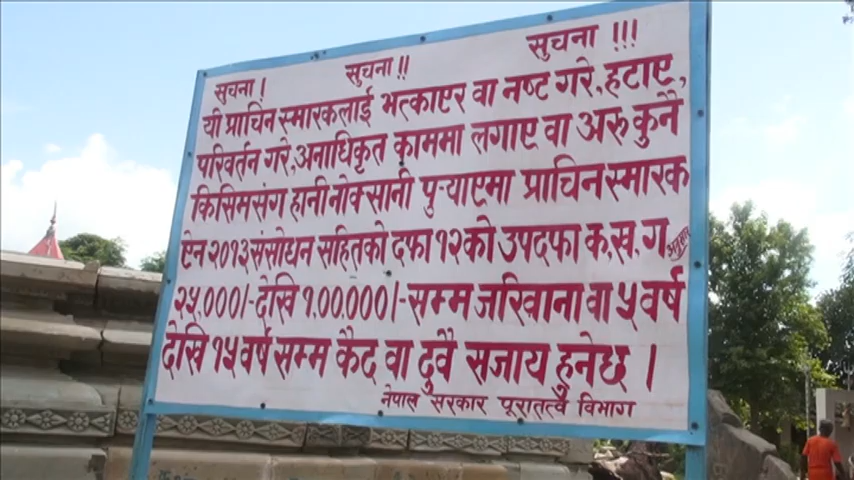 सुचना । सुचना !! सुचना !!!
यी प्राचिन स्मारकलाई भत्काएर वा नष्ट गरे, हटाए,
परिवर्तन गरे, अनाधिकृत काममा लगाए वा अरु कुनै
किसिमसंग हानी नोक्सानी पुऱ्याएमा प्राचिन स्मारक
ऐन २०१३ संसोधन सहितको दफा १२को उपदफा क,ख,ग अनुसार
२५,०००/- देखि १,००,०००/- सम्म जरिवाना वा ५ वर्ष
देखि १५ वर्ष सम्म कैद वा दुवै सजाय हुनेछ ।
नेपाल सरकार पूरातत्व विभाग